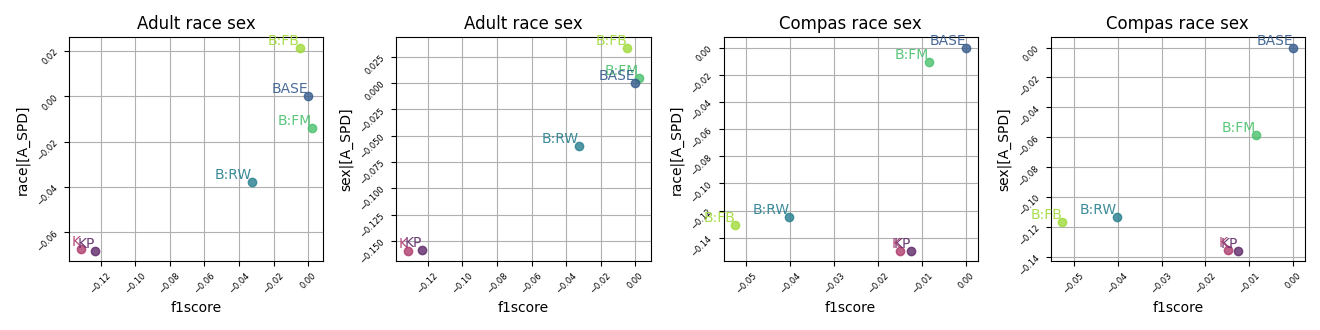 Adult race sex
race|[A_SPD]
0.02
0.00
−0.02
−0.04
−0.06
B:FB
BASE
B:FM
B:RW
K
KP
−0.12
−0.10
−0.08
−0.06
−0.04
−0.02
0.00
f1score
Adult race sex
sex|[A_SPD]
0.025
0.000
−0.025
−0.050
−0.075
−0.100
−0.125
−0.150
B:FB
B:FM
BASE
B:RW
K
KP
−0.12
−0.10
−0.08
−0.06
−0.04
−0.02
0.00
f1score
Compas race sex
race|[A_SPD]
0.00
−0.02
−0.04
−0.06
−0.08
−0.10
−0.12
−0.14
BASE
B:FM
B:RW
B:FB
KP
−0.05
−0.04
−0.03
−0.02
−0.01
0.00
f1score
Compas race sex
sex|[A_SPD]
0.00
−0.02
−0.04
−0.06
−0.08
−0.10
−0.12
−0.14
BASE
B:FM
B:FB
B:RW
KP
−0.05
−0.04
−0.03
−0.02
−0.01
0.00
f1score